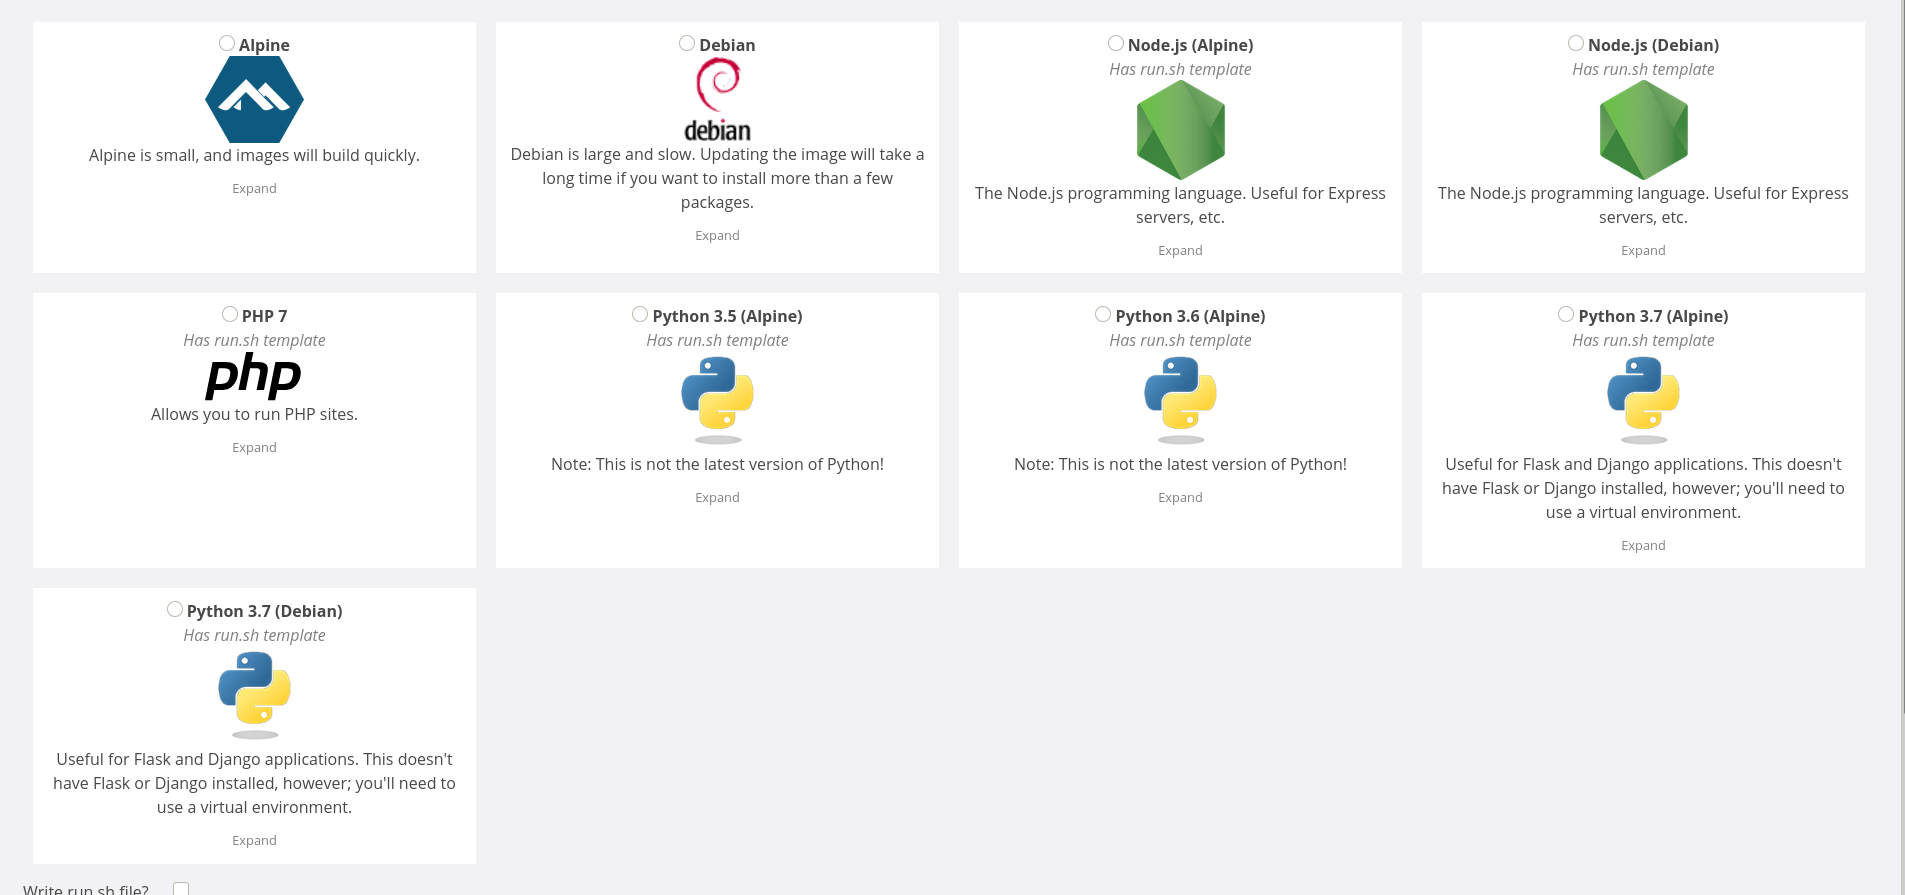 Alpine
Alpine is small, and images will build quickly.
Expand
Debian
debian
Debian is large and slow. Updating the image will take a
long time if you want to install more than a few
packages.
Expand
Node.js (Alpine)
Has run.sh template
The Node.js programming language. Useful for Express
servers, etc.
Expand
Node.js (Debian)
Has run.sh template
The Node.js programming language. Useful for Express
servers, etc.
Expand
PHP 7
Has run.sh template
php
Allows you to run PHP sites.
Expand
Python 3.5 (Alpine)
Has run.sh template
Note: This is not the latest version of Python!
Expand
Python 3.6 (Alpine)
Has run.sh template
Note: This is not the latest version of Python!
Expand
Python 3.7 (Alpine)
Has run.sh template
Useful for Flask and Django applications. This doesn't
have Flask or Django installed, however; you'll need to
use a virtual environment.
Expand
Python 3.7 (Debian)
Has run.sh template
Useful for Flask and Django applications. This doesn't
have Flask or Django installed, however; you'll need to
use a virtual environment.
Expand
Write run.sh file?